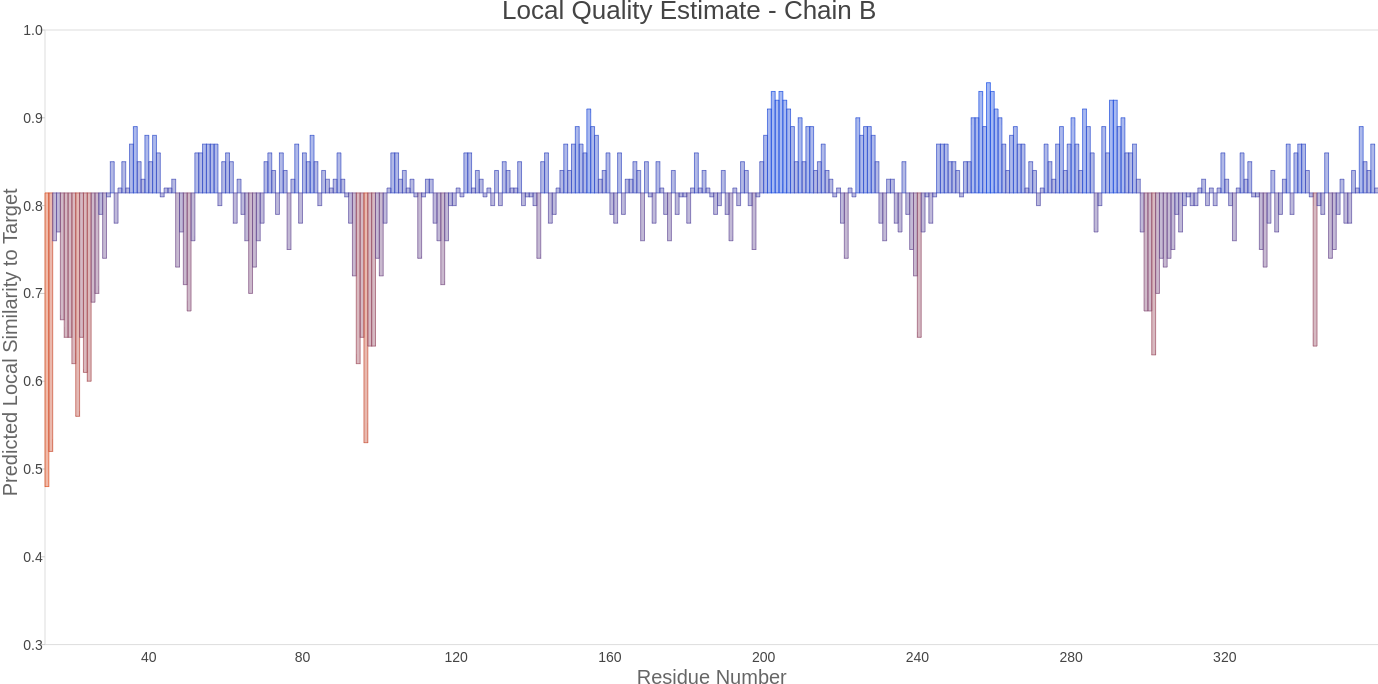 Local Quality Estimate - Chain B
Predicted Local Similarity to Target
1.0
0.9
0.8
0.7
0.6
0.5
0.4
0.3
40 80 120 160 200 240 280 320
Residue Number